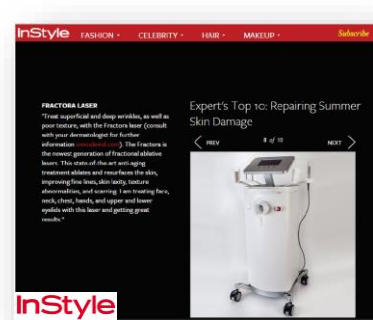 InStyle FASHION CELEBRITY HAIR MAKEUP Subscribe
FRACTORA LASER
"Treat superficial and deep wrinkles, as well as
poor texture, with the Fractora laser (consult
with your dermatologist for further
information). The Fractora is
the newest generation of fractional ablative
lasers. This state-of-the-art anti-aging
treatment ablates and resurfaces the skin,
improving fine lines, skin laxity, texture
abnormalities, and scarring. I am treating face,
neck, chest, hands, and upper and lower
eyelids with this laser and getting great
results."
Expert's Top 10: Repairing Summer
Skin Damage
PREV 8 of 10 NEXT
InStyle